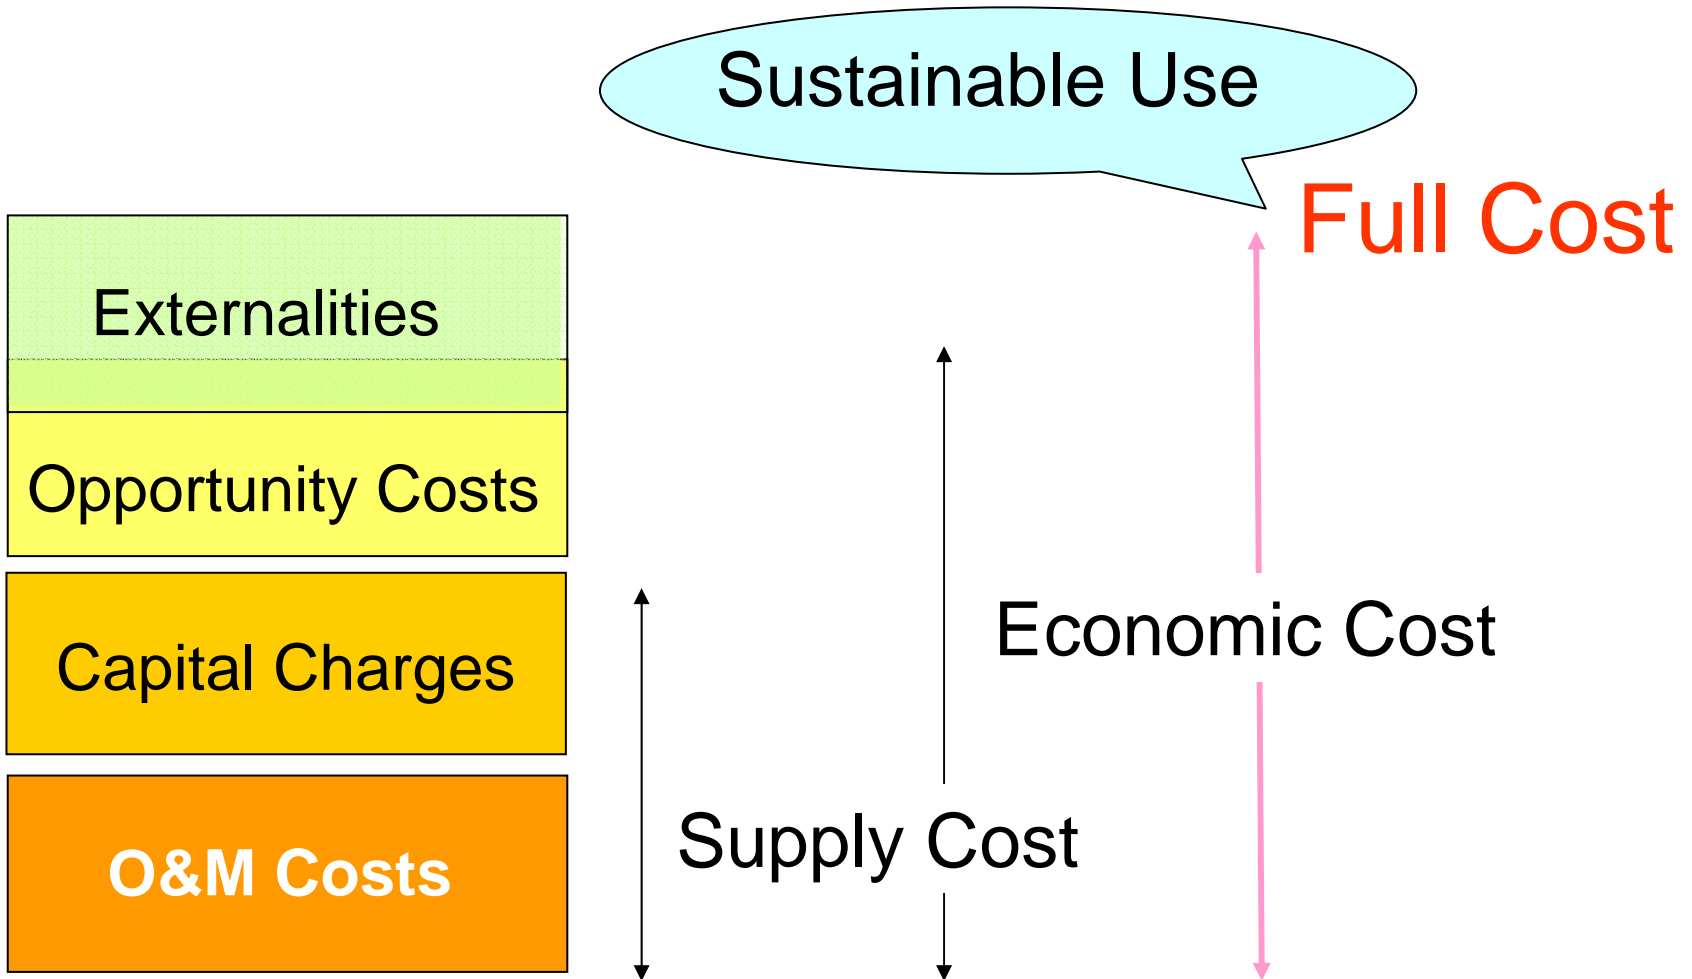 Sustainable Use
Full Cost
Externalities
Opportunity Costs
Economic Cost
Capital Charges
Supply Cost
O&M Costs